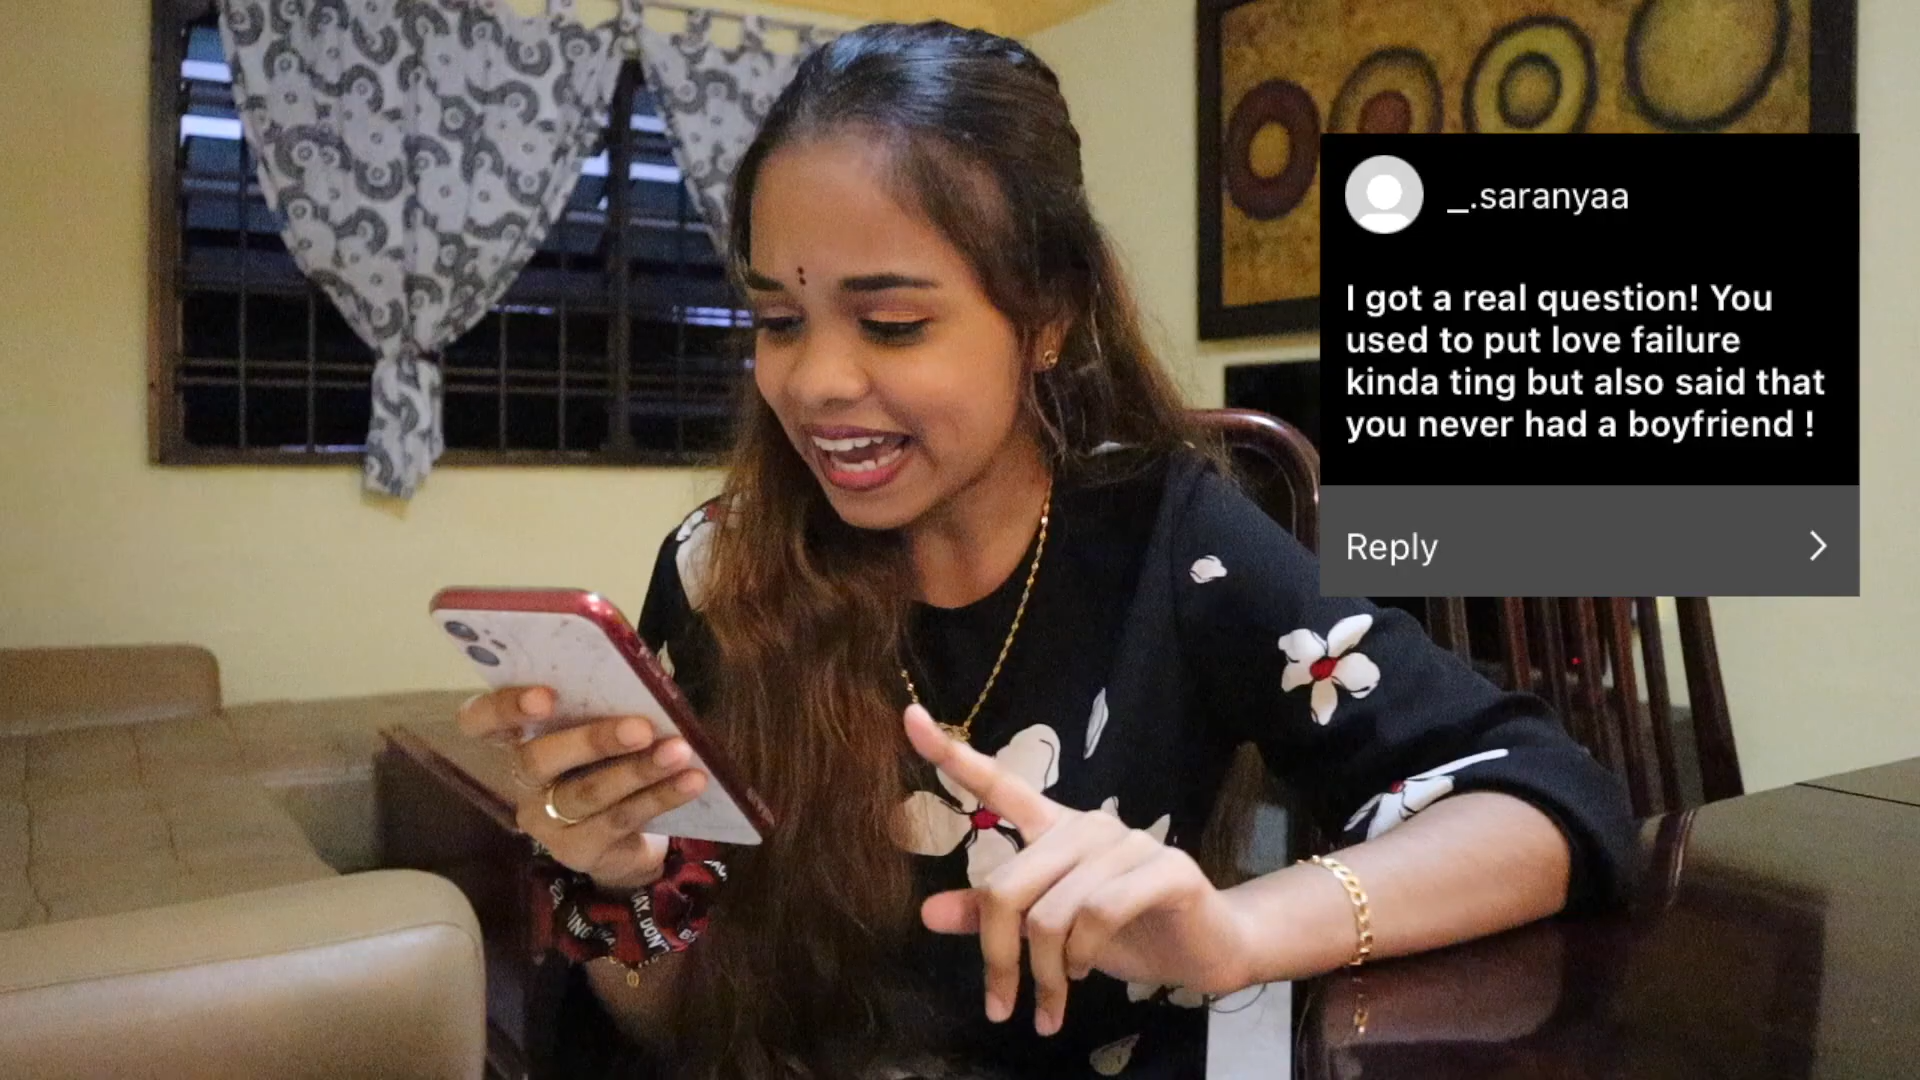 _.saranyaa
I got a real question! You
used to put love failure
kinda ting but also said that
you never had a boyfriend !
Reply